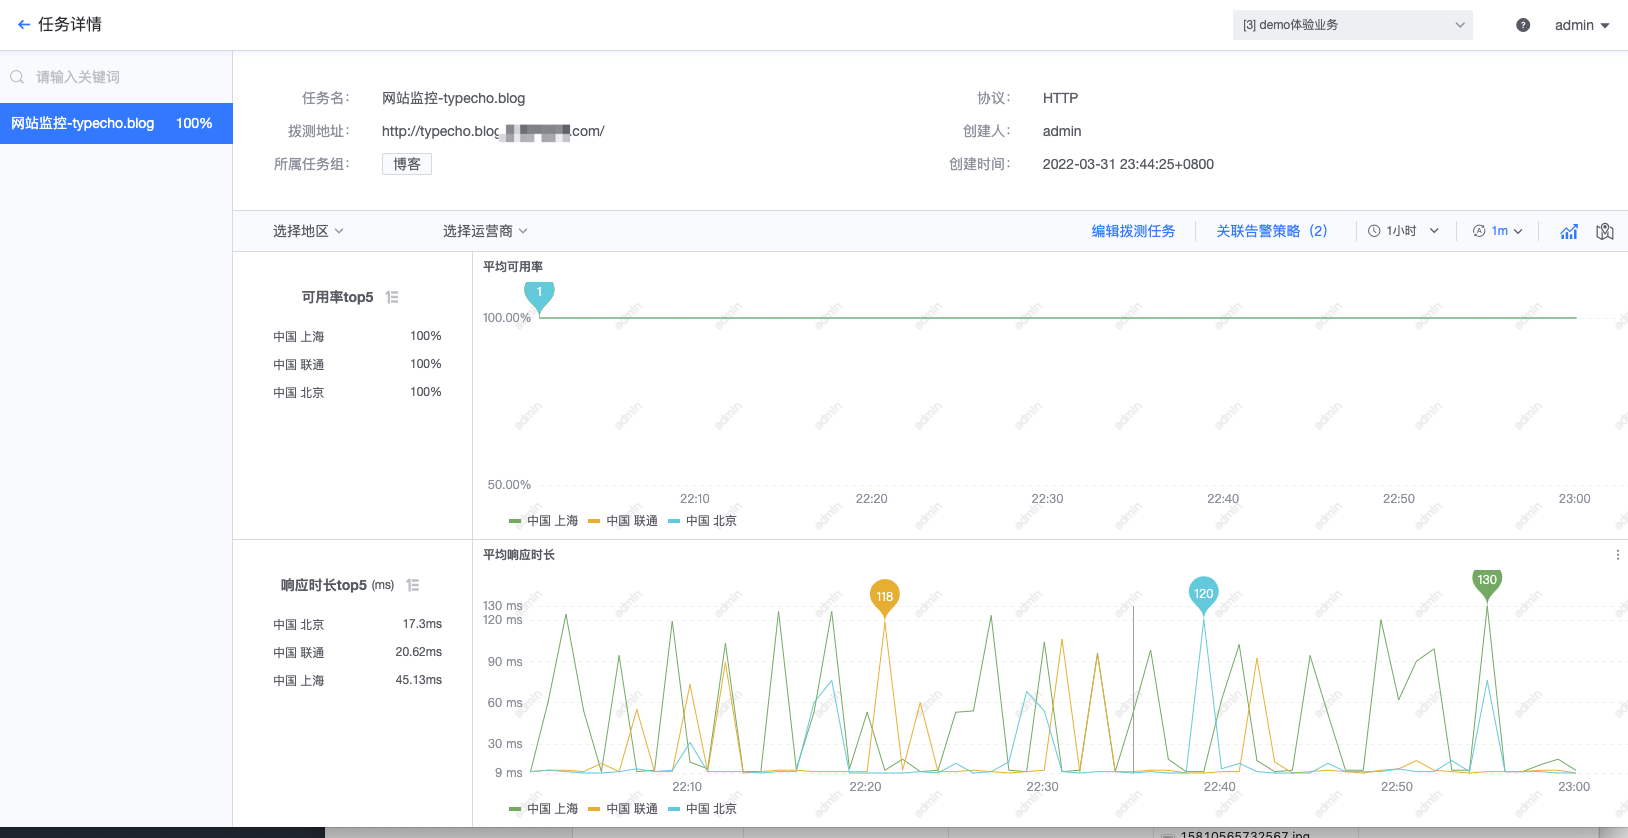 任务详情
[3] demo体验业务
admin
请输入关键词
网站监控-typecho.blog 100%
任务名： 网站监控-typecho.blog
协议： HTTP
拨测地址： http://typecho.blog .com/
创建人： admin
所属任务组： 博客
创建时间： 2022-03-31 23:44:25+0800
选择地区 选择运营商 编辑拨测任务 关联告警策略（2） 1小时 1m
可用率top5
中国 上海 100%
中国 联通 100%
中国 北京 100%
平均可用率
1
100.00%
50.00%
22:10 22:20 22:30 22:40 22:50 23:00
中国 上海 中国 联通 中国 北京
响应时长top5 (ms)
中国 北京 17.3ms
中国 联通 20.62ms
中国 上海 45.13ms
平均响应时长
118 120 130
130 ms
120 ms
90 ms
60 ms
30 ms
9 ms
22:10 22:20 22:30 22:40 22:50 23:00
中国 上海 中国 联通 中国 北京
admin